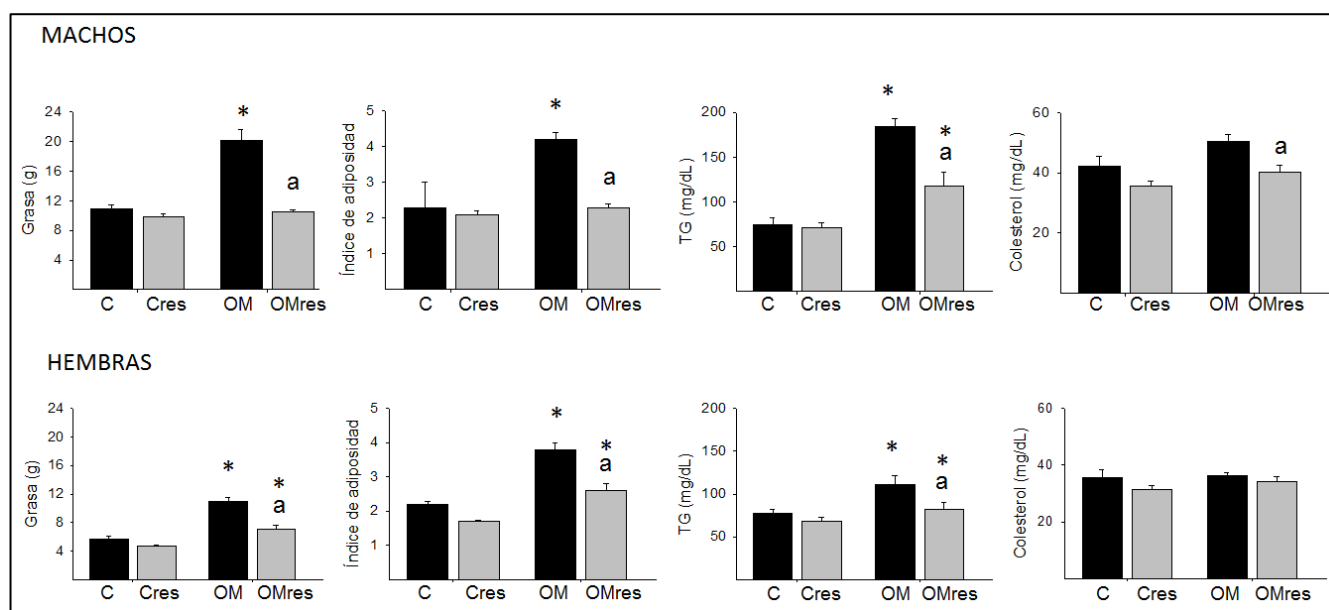 MACHOS
Grasa (g)
24
20
16
12
8
4
*
a
C Cres OM OMres
Índice de adiposidad
5
4
3
2
1
*
a
C Cres OM OMres
TG (mg/dL)
200
150
100
50
*
*
a
C Cres OM OMres
Colesterol (mg/dL)
60
40
20
a
C Cres OM OMres
HEMBRAS
Grasa (g)
24
20
16
12
8
4
*
*
a
C Cres OM OMres
Índice de adiposidad
5
4
3
2
1
*
*
a
C Cres OM OMres
TG (mg/dL)
200
150
100
50
*
*
a
C Cres OM OMres
Colesterol (mg/dL)
60
40
20
C Cres OM OMres